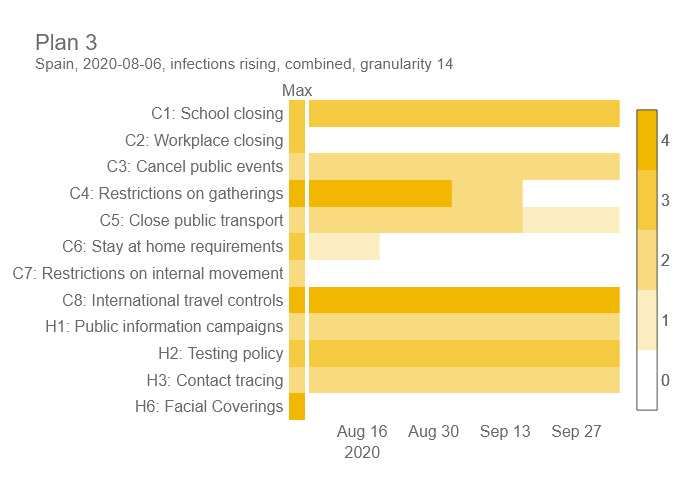 Plan 3
Spain, 2020-08-06, infections rising, combined, granularity 14
Max
C1: School closing
C2: Workplace closing
C3: Cancel public events
C4: Restrictions on gatherings
C5: Close public transport
C6: Stay at home requirements
C7: Restrictions on internal movement
C8: International travel controls
H1: Public information campaigns
H2: Testing policy
H3: Contact tracing
H6: Facial Coverings
Aug 16 Aug 30 Sep 13 Sep 27
2020
4
3
2
1
0